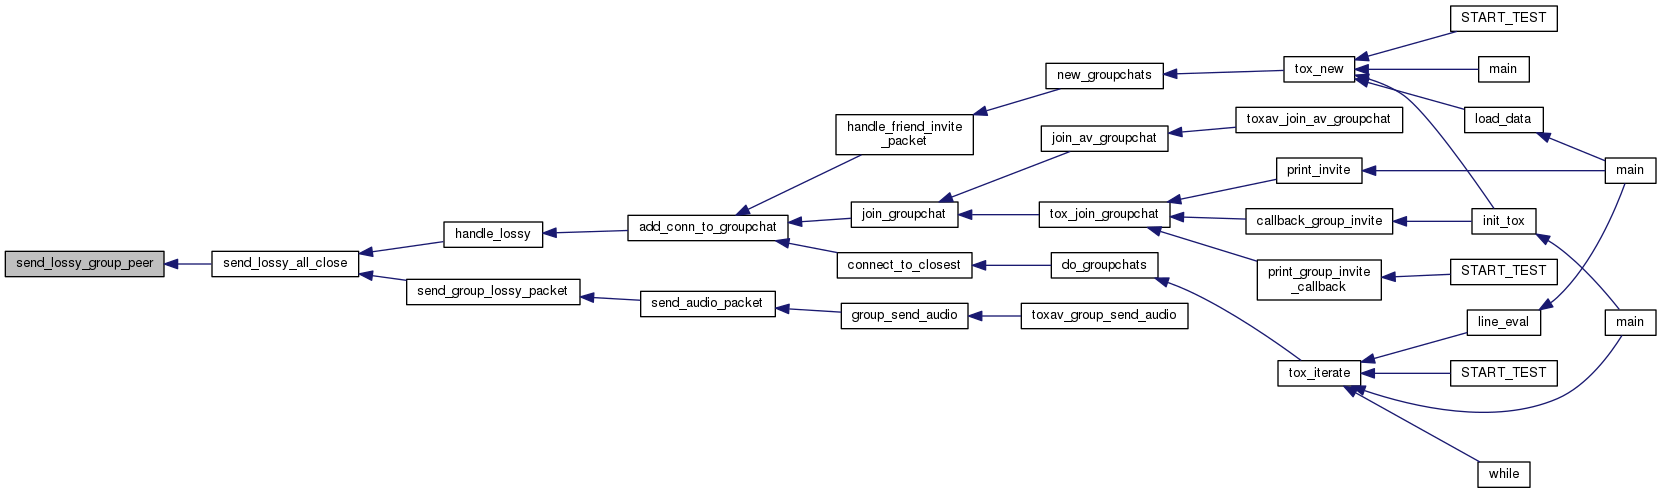 START_TEST
tox_new
main
new_groupchats
load_data
handle_friend_invite
_packet
toxav_join_av_groupchat
join_av_groupchat
print_invite
main
join_groupchat
tox_join_groupchat
callback_group_invite
init_tox
add_conn_to_groupchat
handle_lossy
send_lossy_group_peer
send_lossy_all_close
connect_to_closest
do_groupchats
print_group_invite
_callback
START_TEST
send_group_lossy_packet
send_audio_packet
group_send_audio
toxav_group_send_audio
line_eval
main
tox_iterate
START_TEST
while